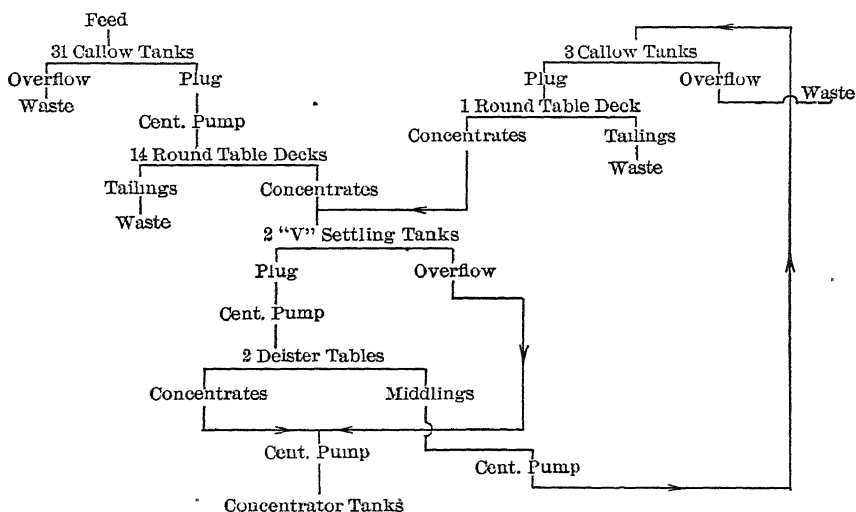 Feed
31 Callow Tanks
3 Callow Tanks
Overflow
Plug
Plug
Overflow
Waste
Waste
1 Round Table Deck
Cent. Pump
Concentrates
Tailings
14 Round Table Decks
Waste
Tailings
Concentrates
Waste
2 "V" Settling Tanks
Plug
Overflow
Cent. Pump
2 Deister Tables
Concentrates
Middlings
Cent. Pump
Cent. Pump
Concentrator Tanks